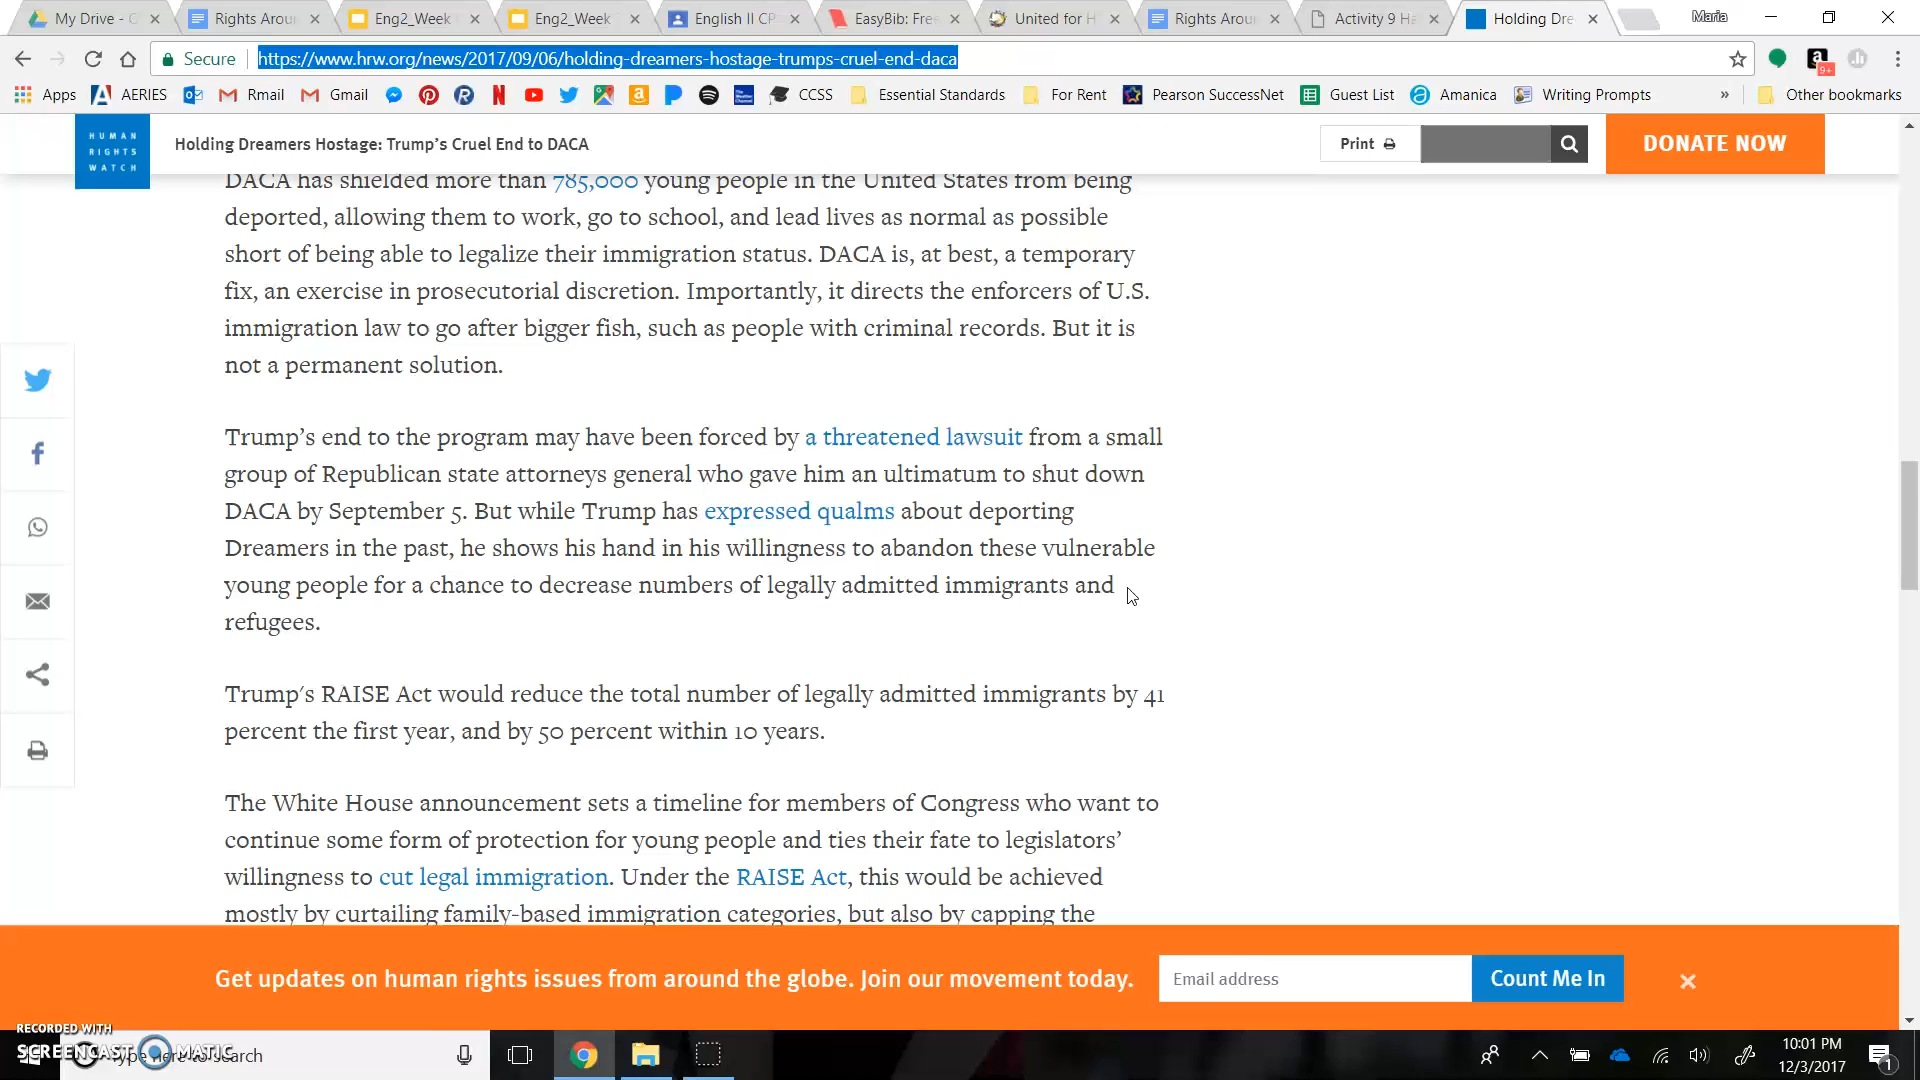 My Drive - G
Rights Arou
Eng2_Week
Eng2_Week
English II CP
EasyBib: Fre
United for H
Rights Arou
Activity 9 Ha
Holding Dre
Maria
Secure
https://www.hrw.org/news/2017/09/06/holding-dreamers-hostage-trumps-cruel-end-daca
9+
Apps
AERIES
Rmail
Gmail
CCSS
Essential Standards
For Rent
Pearson SuccessNet
Guest List
Amanica
Writing Prompts
»
Other bookmarks
HUMAN
RIGHTS
WATCH
Holding Dreamers Hostage: Trump’s Cruel End to DACA
Print
DONATE NOW
DACA has shielded more than 785,000 young people in the United States from being
deported, allowing them to work, go to school, and lead lives as normal as possible
short of being able to legalize their immigration status. DACA is, at best, a temporary
fix, an exercise in prosecutorial discretion. Importantly, it directs the enforcers of U.S.
immigration law to go after bigger fish, such as people with criminal records. But it is
not a permanent solution.
Trump’s end to the program may have been forced by a threatened lawsuit from a small
group of Republican state attorneys general who gave him an ultimatum to shut down
DACA by September 5. But while Trump has expressed qualms about deporting
Dreamers in the past, he shows his hand in his willingness to abandon these vulnerable
young people for a chance to decrease numbers of legally admitted immigrants and
refugees.
Trump's RAISE Act would reduce the total number of legally admitted immigrants by 41
percent the first year, and by 50 percent within 10 years.
The White House announcement sets a timeline for members of Congress who want to
continue some form of protection for young people and ties their fate to legislators’
willingness to cut legal immigration. Under the RAISE Act, this would be achieved
mostly by curtailing family-based immigration categories, but also by capping the
Get updates on human rights issues from around the globe. Join our movement today.
Email address
Count Me In
RECORDED WITH
SCREENCAST MATIC
Type here to search
10:01 PM
12/3/2017
1